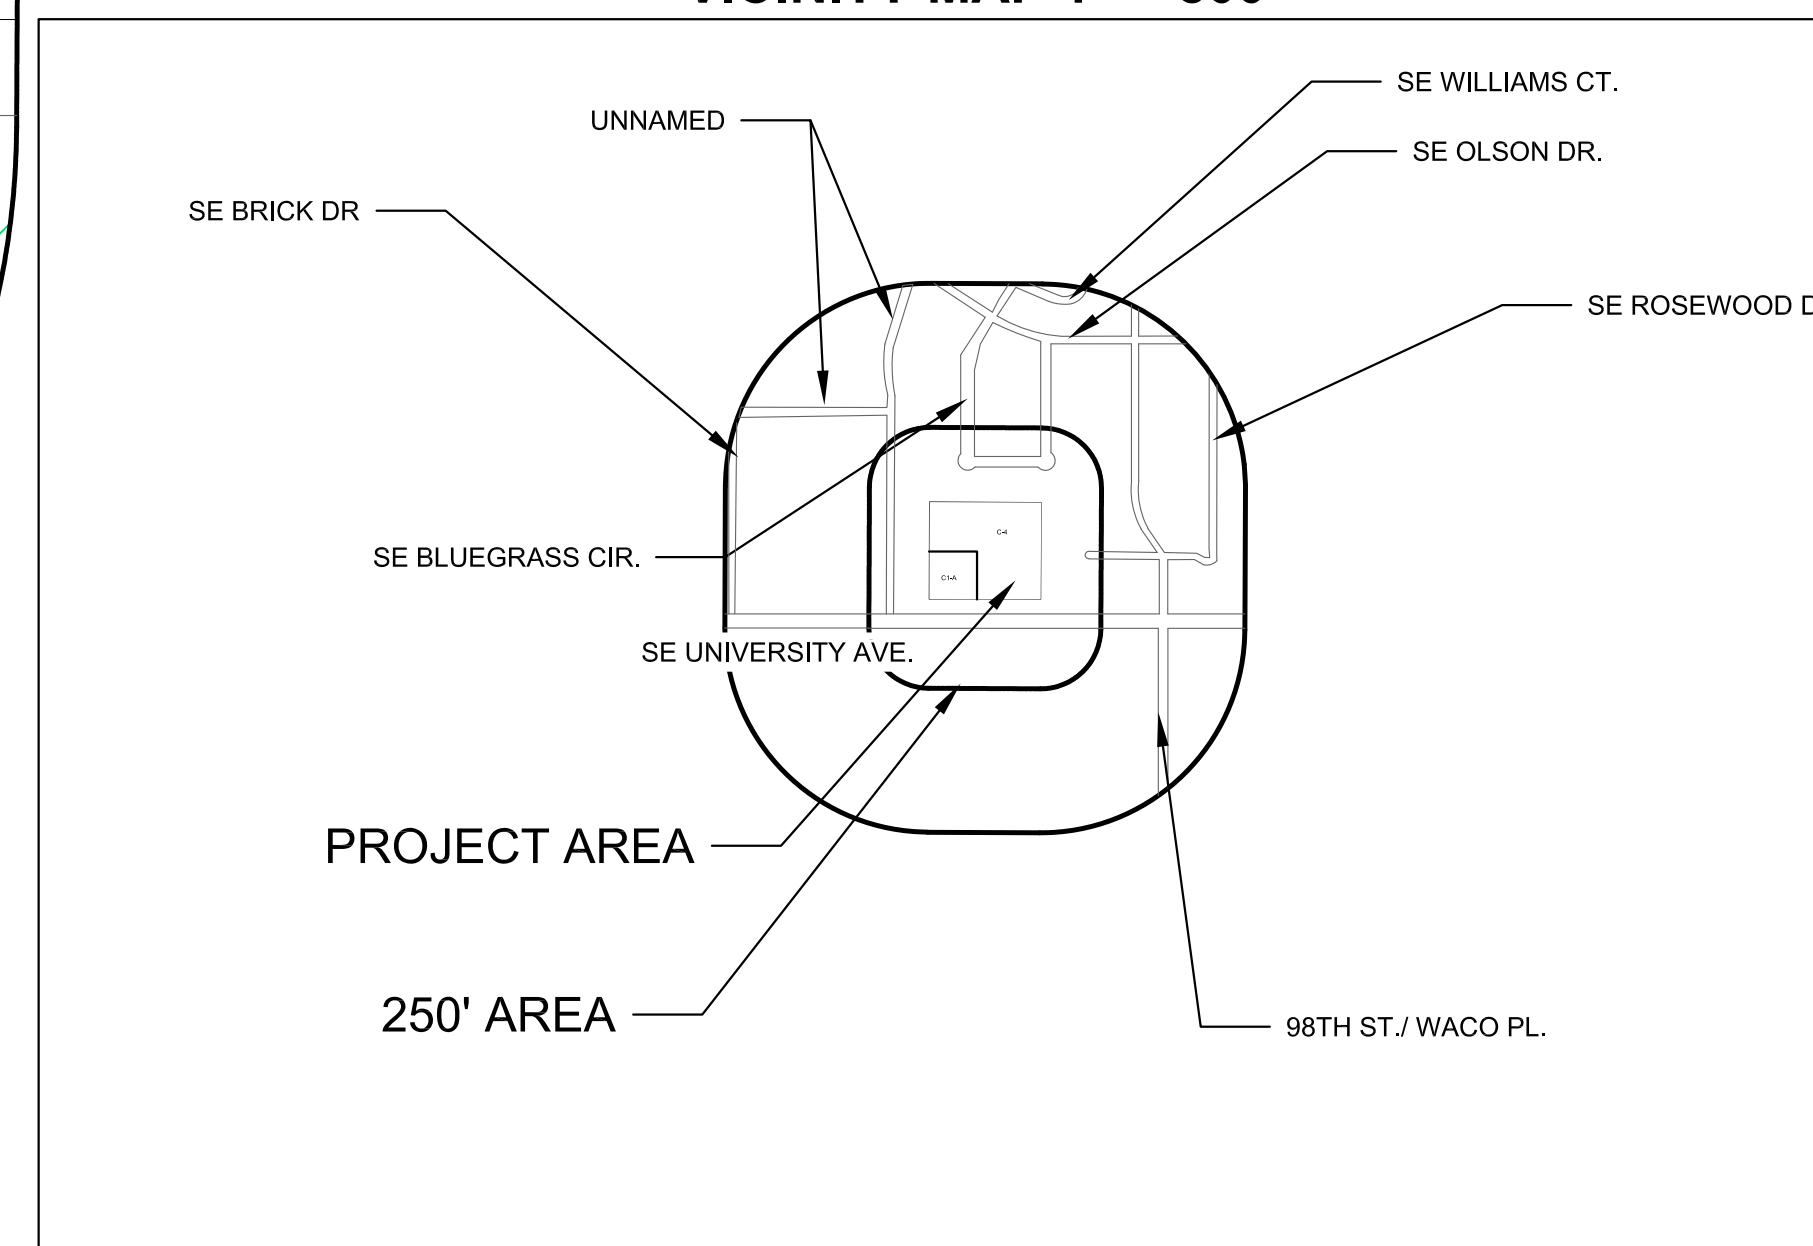 SE WILLIAMS CT.
UNNAMED
SE OLSON DR.
SE BRICK DR
SE ROSEWOOD
C-4
SE BLUEGRASS CIR.
C1-A
SE UNIVERSITY AVE.
PROJECT AREA
250' AREA
98TH ST./ WACO PL.